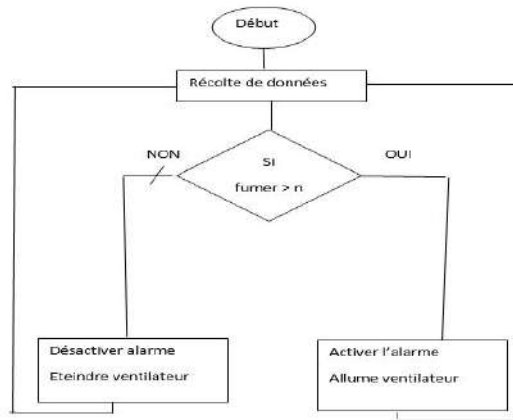 Début
Récolte de données
NON
SI
OUI
fumer > n
Désactiver alarme
Eteindre ventilateur
Activer l'alarme
Allume ventilateur